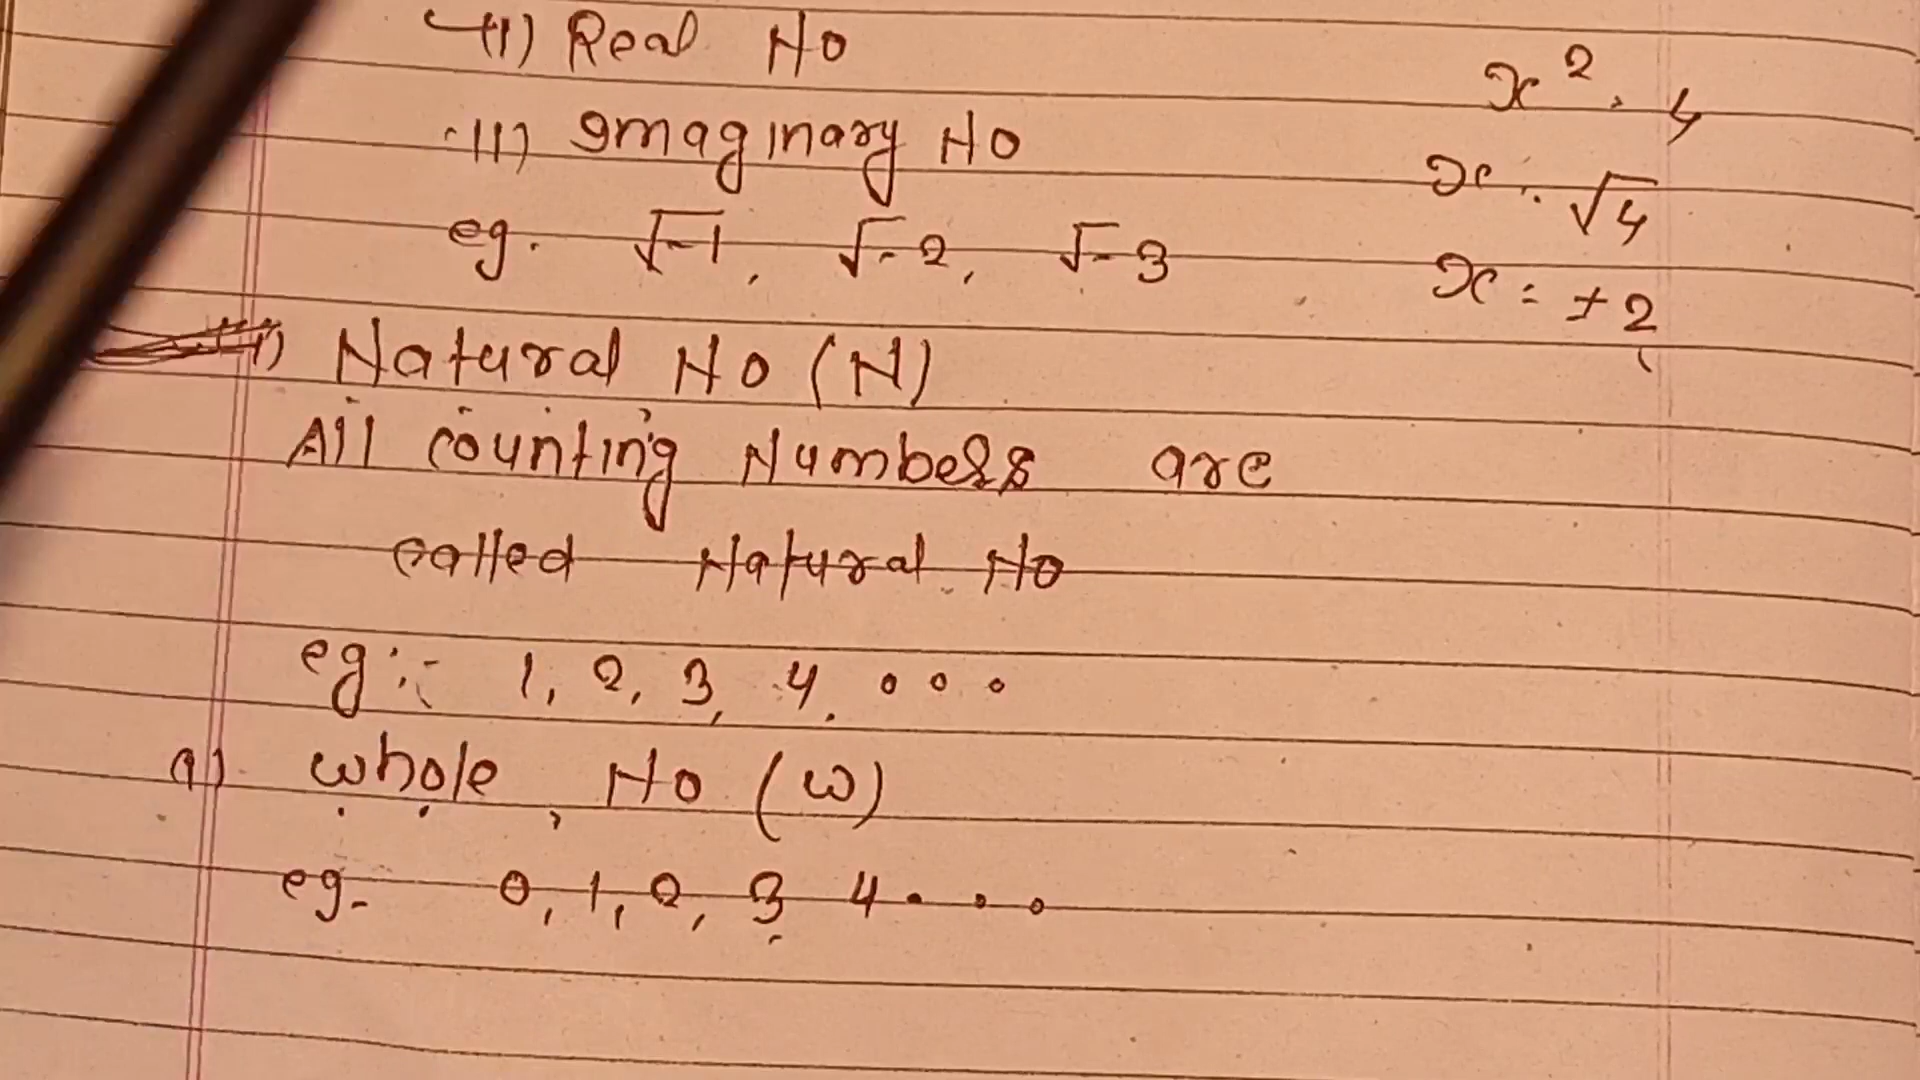 (I) Real No
x² = 4
(II) Imaginary No
x = √4
eg. √-1, √-2, √-3
x = ±2
1) Natural No (N)
All counting Numbers are
called Natural No
eg:- 1, 2, 3, 4, ...
whole No (W)
eg- 0, 1, 2, 3, 4 ...